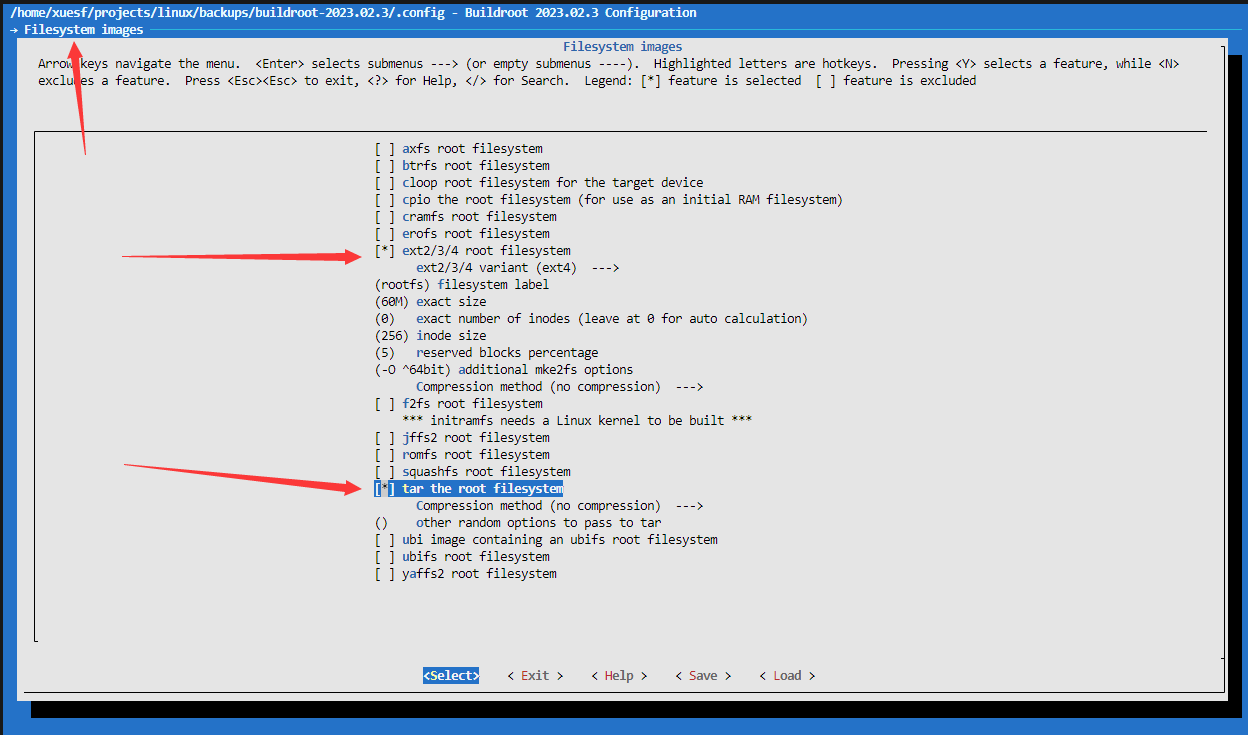 /home/xuesf/projects/linux/backups/buildroot-2023.02.3/.config - Buildroot 2023.02.3 Configuration
→ Filesystem images
Filesystem images
Arrow keys navigate the menu.  <Enter> selects submenus ---> (or empty submenus ----).  Highlighted letters are hotkeys.  Pressing <Y> selects a feature, while <N>
excludes a feature.  Press <Esc><Esc> to exit, <?> for Help, </> for Search.  Legend: [*] feature is selected  [ ] feature is excluded
[ ] axfs root filesystem
[ ] btrfs root filesystem
[ ] cloop root filesystem for the target device
[ ] cpio the root filesystem (for use as an initial RAM filesystem)
[ ] cramfs root filesystem
[ ] erofs root filesystem
[*] ext2/3/4 root filesystem
ext2/3/4 variant (ext4)  --->
(rootfs) filesystem label
(60M) exact size
(0)   exact number of inodes (leave at 0 for auto calculation)
(256) inode size
(5)   reserved blocks percentage
(-O ^64bit) additional mke2fs options
Compression method (no compression)  --->
[ ] f2fs root filesystem
*** initramfs needs a Linux kernel to be built ***
[ ] jffs2 root filesystem
[ ] romfs root filesystem
[ ] squashfs root filesystem
[*] tar the root filesystem
Compression method (no compression)  --->
()    other random options to pass to tar
[ ] ubi image containing an ubifs root filesystem
[ ] ubifs root filesystem
[ ] yaffs2 root filesystem
<Select>    < Exit >    < Help >    < Save >    < Load >